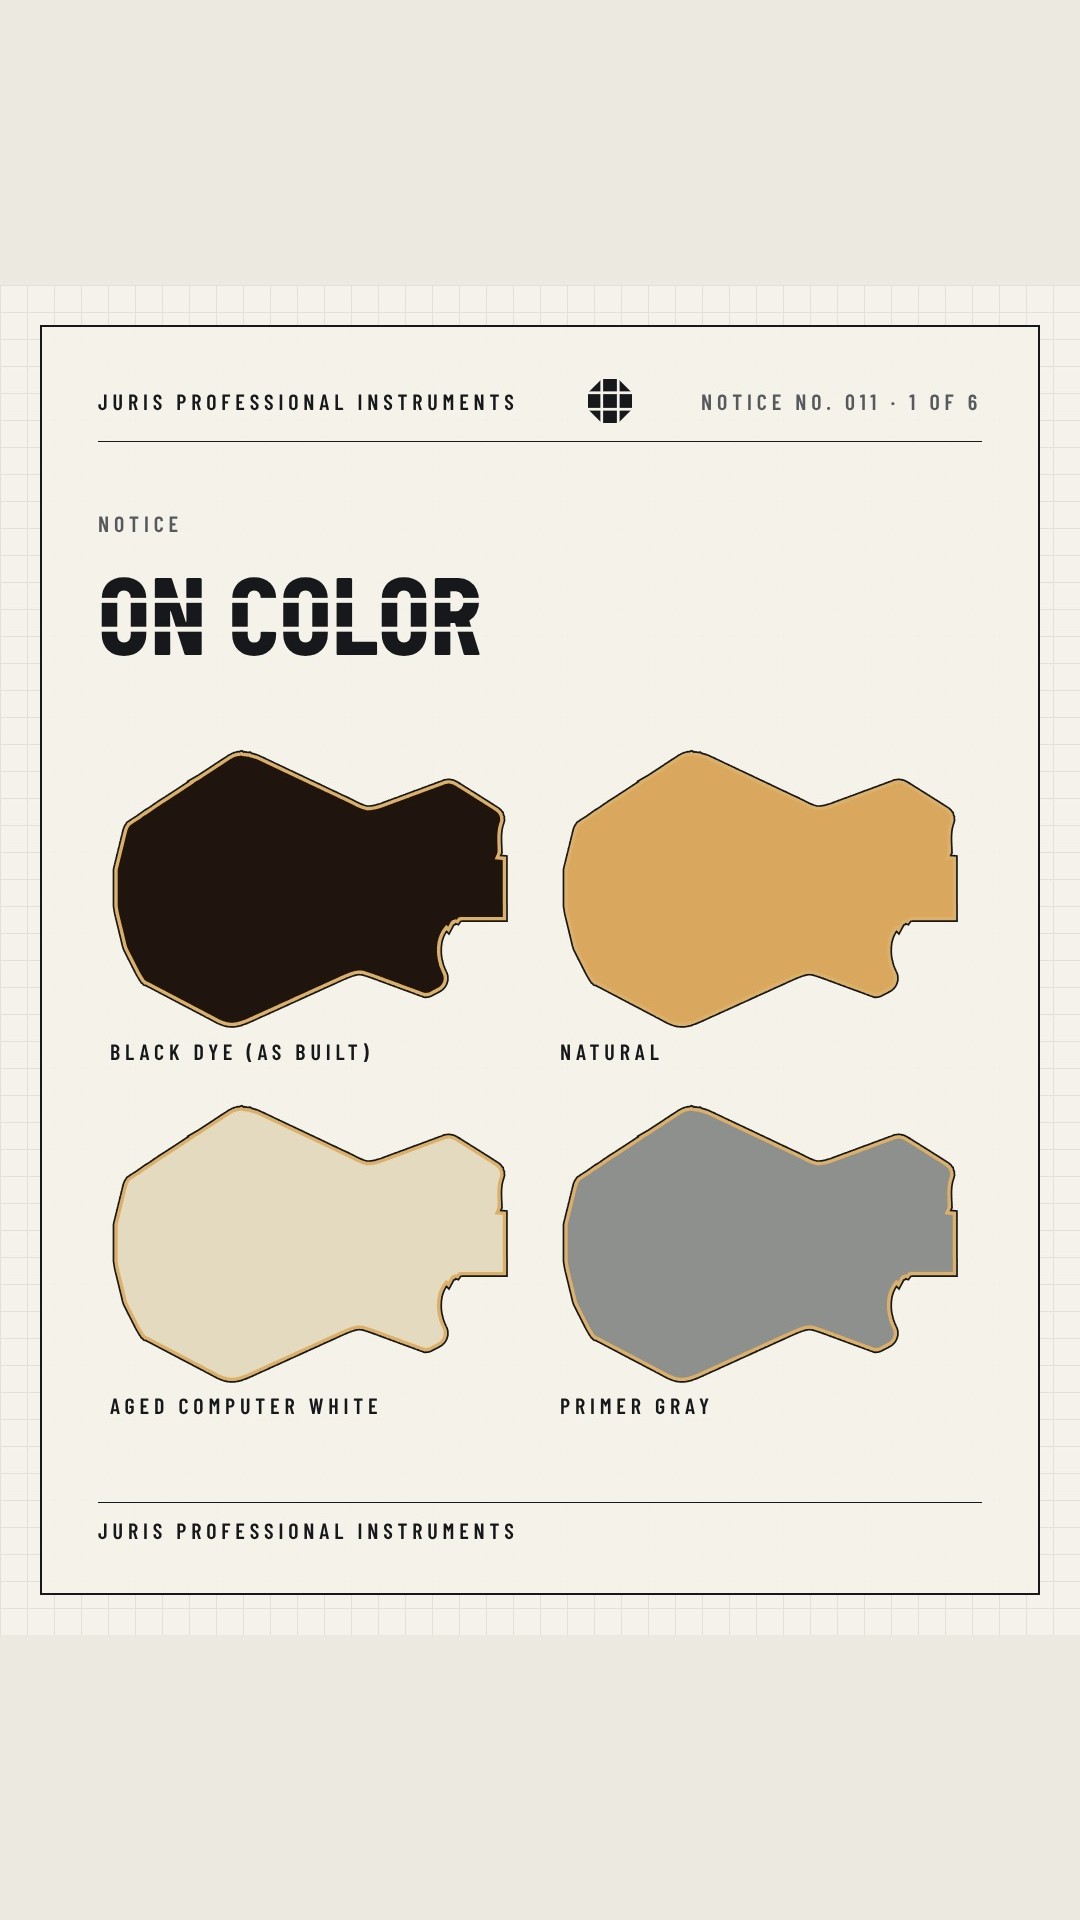 JURIS PROFESSIONAL INSTRUMENTS
NOTICE NO. 011 · 1 OF 6
NOTICE
ON COLOR
BLACK DYE (AS BUILT)
NATURAL
AGED COMPUTER WHITE
PRIMER GRAY
JURIS PROFESSIONAL INSTRUMENTS